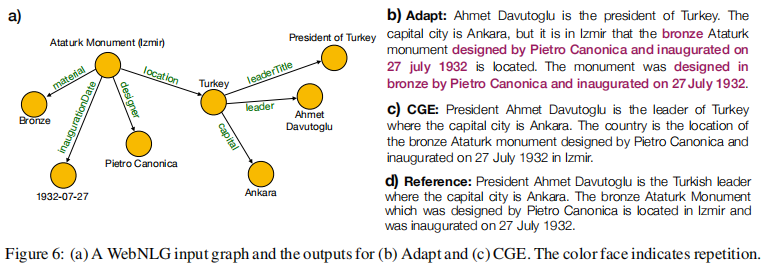 a)
Ataturk Monument (Izmir)
President of Turkey
material
inaugurationDate
designer
location
leaderTitle
Turkey
leader
capital
Bronze
Ahmet
Davutoglu
Pietro Canonica
1932-07-27
Ankara
b) Adapt: Ahmet Davutoglu is the president of Turkey. The
capital city is Ankara, but it is in Izmir that the bronze Ataturk
monument designed by Pietro Canonica and inaugurated on
27 july 1932 is located. The monument was designed in
bronze by Pietro Canonica and inaugurated on 27 July 1932.
c) CGE: President Ahmet Davutoglu is the leader of Turkey
where the capital city is Ankara. The country is the location of
the bronze Ataturk monument designed by Pietro Canonica and
inaugurated on 27 July 1932 in Izmir.
d) Reference: President Ahmet Davutoglu is the Turkish leader
where the capital city is Ankara. The bronze Ataturk Monument
which was designed by Pietro Canonica is located in Izmir and
was inaugurated on 27 July 1932.
Figure 6: (a) A WebNLG input graph and the outputs for (b) Adapt and (c) CGE. The color face indicates repetition.